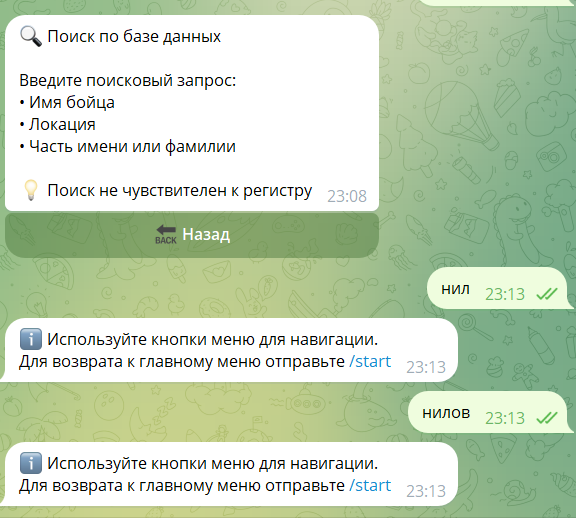 Поиск по базе данных
Введите поисковый запрос:
• Имя бойца
• Локация
• Часть имени или фамилии
Поиск не чувствителен к регистру 23:08
BACK Назад
нил 23:13
Используйте кнопки меню для навигации.
Для возврата к главному меню отправьте /start 23:13
нилов 23:13
Используйте кнопки меню для навигации.
Для возврата к главному меню отправьте /start 23:13